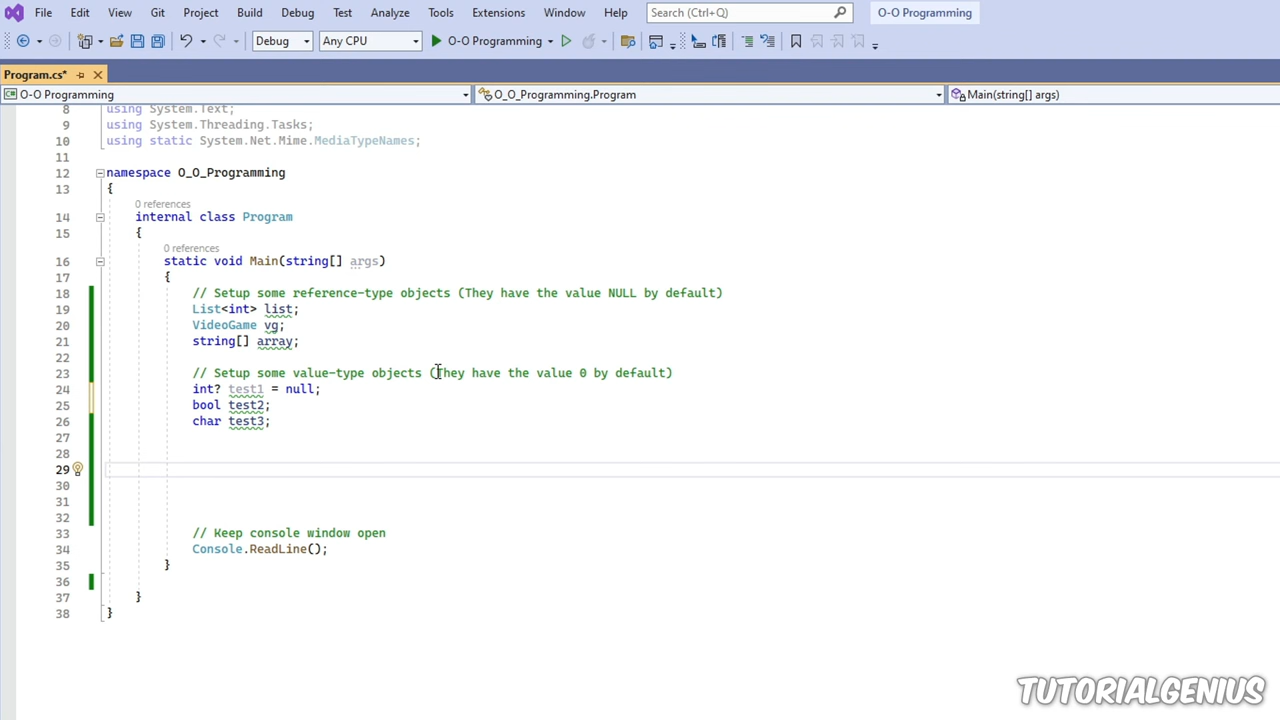 File Edit View Git Project Build Debug Test Analyze Tools Extensions Window Help Search (Ctrl+Q) O-O Programming
Debug Any CPU O-O Programming
Program.cs*
O-O Programming O_O_Programming.Program Main(string[] args)
8 using System.Text;
9 using System.Threading.Tasks;
10 using static System.Net.Mime.MediaTypeNames;
11
12 namespace O_O_Programming
13 {
0 references
14 internal class Program
15 {
0 references
16 static void Main(string[] args)
17 {
18 // Setup some reference-type objects (They have the value NULL by default)
19 List<int> list;
20 VideoGame vg;
21 string[] array;
22
23 // Setup some value-type objects (They have the value 0 by default)
24 int? test1 = null;
25 bool test2;
26 char test3;
27
28
29
30
31
32
33 // Keep console window open
34 Console.ReadLine();
35 }
36
37 }
38 }
TUTORIALGENIUS